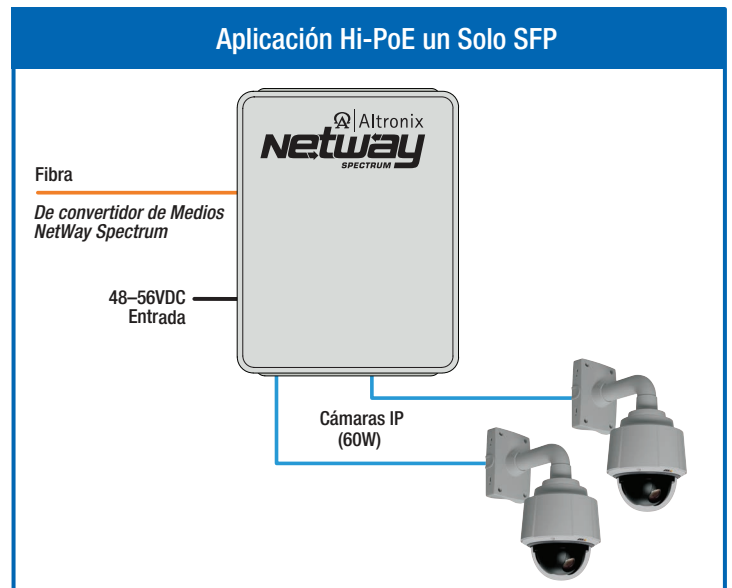 Aplicación Hi-PoE un Solo SFP
Altronix
Netway
SPECTRUM
Fibra
De convertidor de Medios
NetWay Spectrum
48–56VDC
Entrada
Cámaras IP
(60W)